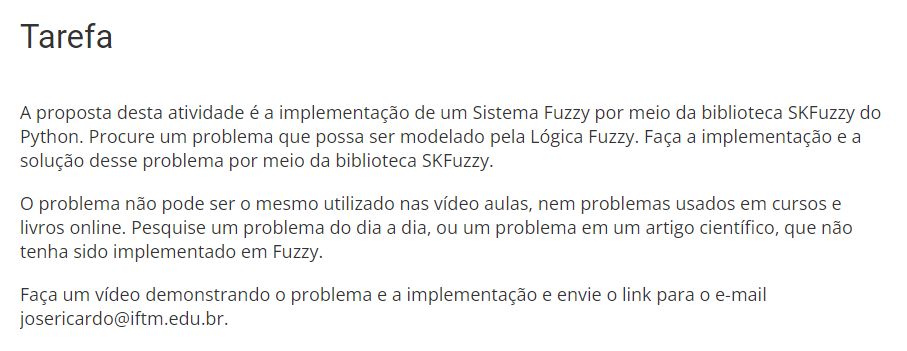 Tarefa
A proposta desta atividade é a implementação de um Sistema Fuzzy por meio da biblioteca SKFuzzy do
Python. Procure um problema que possa ser modelado pela Lógica Fuzzy. Faça a implementação e a
solução desse problema por meio da biblioteca SKFuzzy.
O problema não pode ser o mesmo utilizado nas vídeo aulas, nem problemas usados em cursos e
livros online. Pesquise um problema do dia a dia, ou um problema em um artigo científico, que não
tenha sido implementado em Fuzzy.
Faça um vídeo demonstrando o problema e a implementação e envie o link para o e-mail
josericardo@iftm.edu.br.